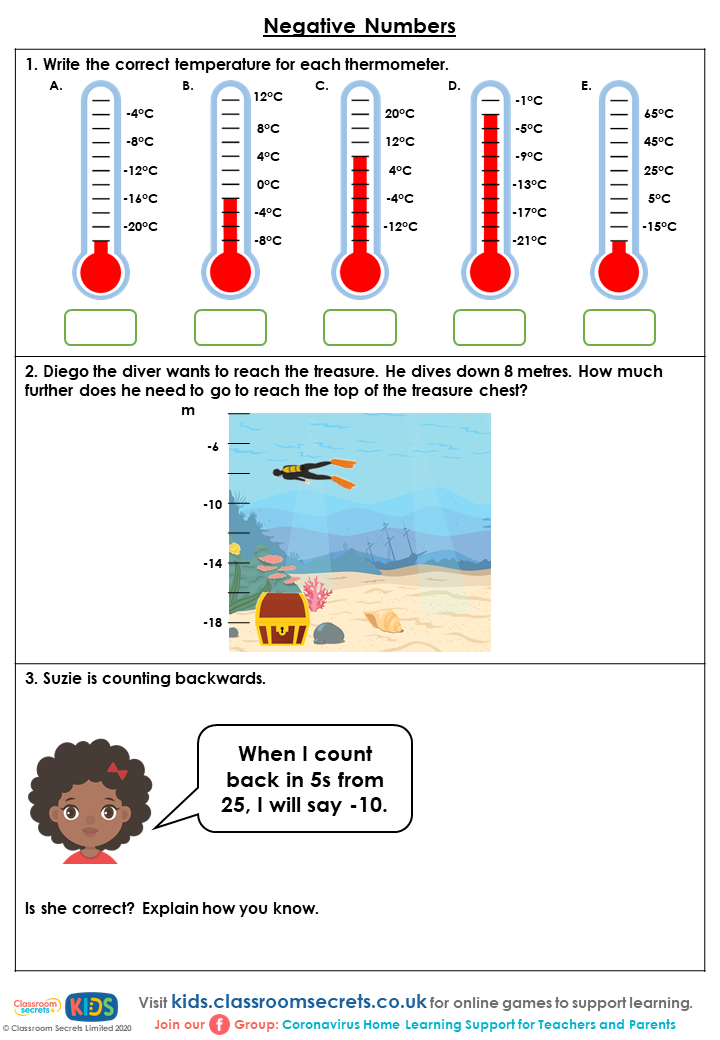 Negative Numbers
1. Write the correct temperature for each thermometer.
A.
-4°C
-8°C
-12°C
-16°C
-20°C
B.
12°C
8°C
4°C
0°C
-4°C
-8°C
C.
20°C
12°C
4°C
-4°C
-12°C
D.
-1°C
-5°C
-9°C
-13°C
-17°C
-21°C
E.
65°C
45°C
25°C
5°C
-15°C
2. Diego the diver wants to reach the treasure. He dives down 8 metres. How much
further does he need to go to reach the top of the treasure chest?
m
-6
-10
-14
-18
3. Suzie is counting backwards.
When I count
back in 5s from
25, I will say -10.
Is she correct? Explain how you know.
Classroom
secrets
KIDS
© Classroom Secrets Limited 2020
Visit kids.classroomsecrets.co.uk for online games to support learning.
Join our f Group: Coronavirus Home Learning Support for Teachers and Parents